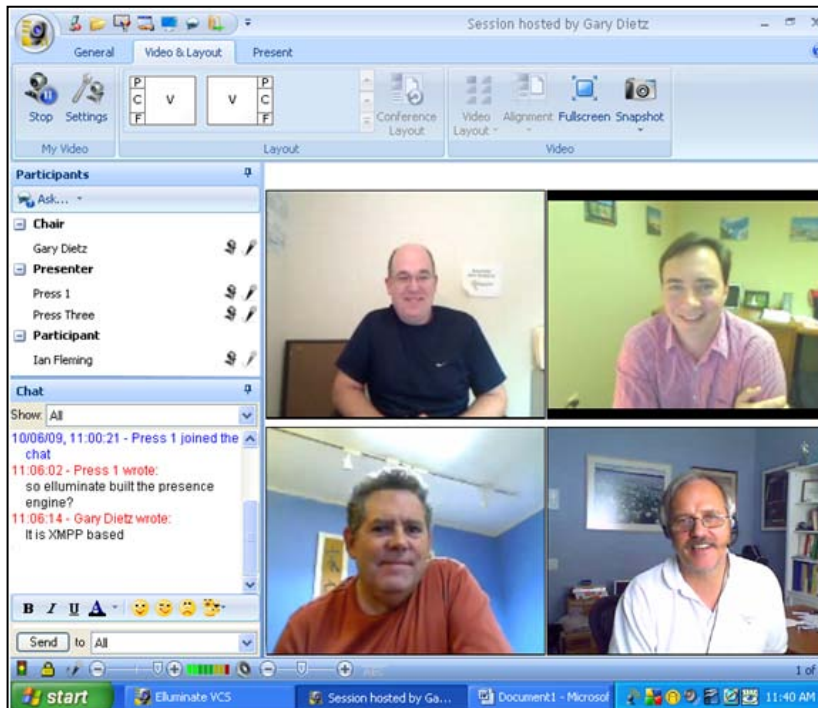 Session hosted by Gary Dietz
General Video & Layout Present
P
C V
F
P
V C
F
Stop Settings
Conference
Layout
Video
Layout
Alignment Fullscreen Snapshot
My Video Layout Video
Participants
Ask...
Chair
Gary Dietz
Presenter
Press 1
Press Three
Participant
Ian Fleming
Chat
Show: All
10/06/09, 11:00:21 - Press 1 joined the
chat
11:06:02 - Press 1 wrote:
so elluminate built the presence
engine?
11:06:14 - Gary Dietz wrote:
It is XMPP based
B I U A
Send to All
1 of
start Elluminate VCS Session hosted by Ga... Document1 - Microsof 11:40 AM